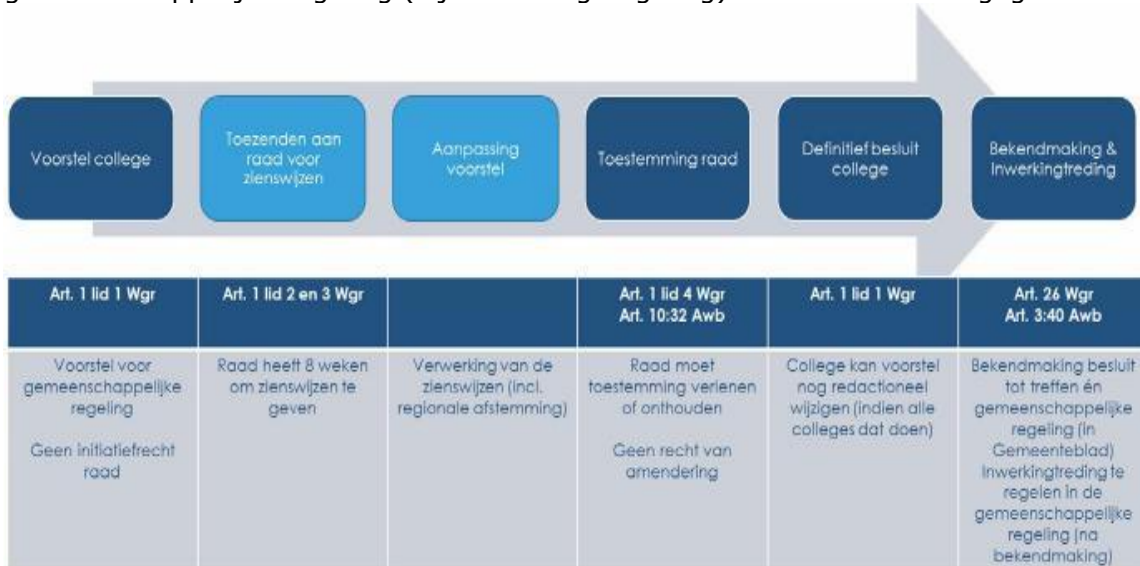 Voorstel college
Toezenden aan
raad voor
zienswijzen
Aanpassing
voorstel
Toestemming raad
Definitief besluit
college
Bekendmaking &
Inwerkingtreding
Art. 1 lid 1 Wgr
Art. 1 lid 2 en 3 Wgr
Art. 1 lid 4 Wgr
Art. 10:32 Awb
Art. 1 lid 1 Wgr
Art. 26 Wgr
Art. 3:40 Awb
Voorstel voor
gemeenschappelijke
regeling
Geen initiatiefrecht
raad
Raad heeft 8 weken
om zienswijzen te
geven
Verwerking van de
zienswijzen (incl.
regionale afstemming)
Raad moet
toestemming verlenen
of onthouden
Geen recht van
amendering
College kan voorstel
nog redactioneel
wijzigen (indien alle
colleges dat doen)
Bekendmaking besluit
tot treffen én
gemeenschappelijke
regeling (in
Gemeenteblad)
Inwerkingtreding te
regelen in de
gemeenschappelijke
regeling (na
bekendmaking)